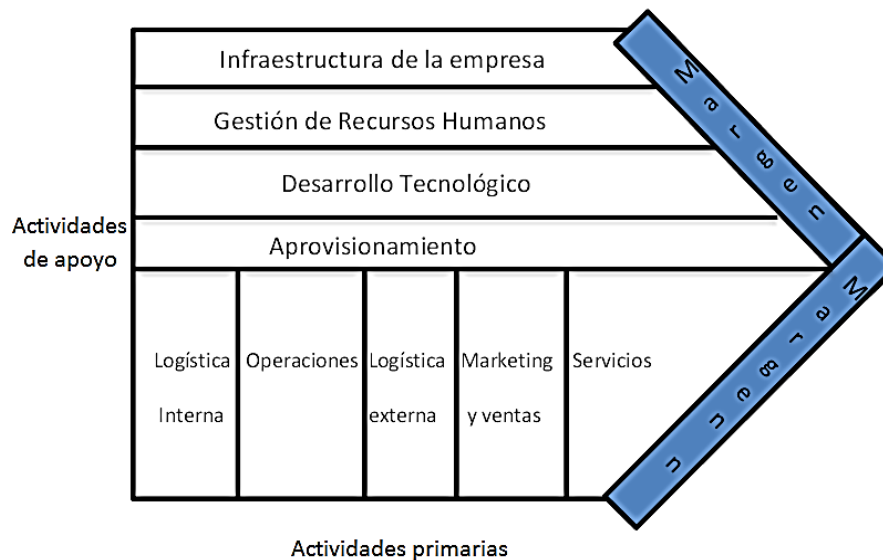 Infraestructura de la empresa
Gestión de Recursos Humanos
Desarrollo Tecnológico
Aprovisionamiento
Actividades
de apoyo
Logística
Interna
Operaciones
Logística
externa
Marketing
y ventas
Servicios
Margen
Margen
Actividades primarias